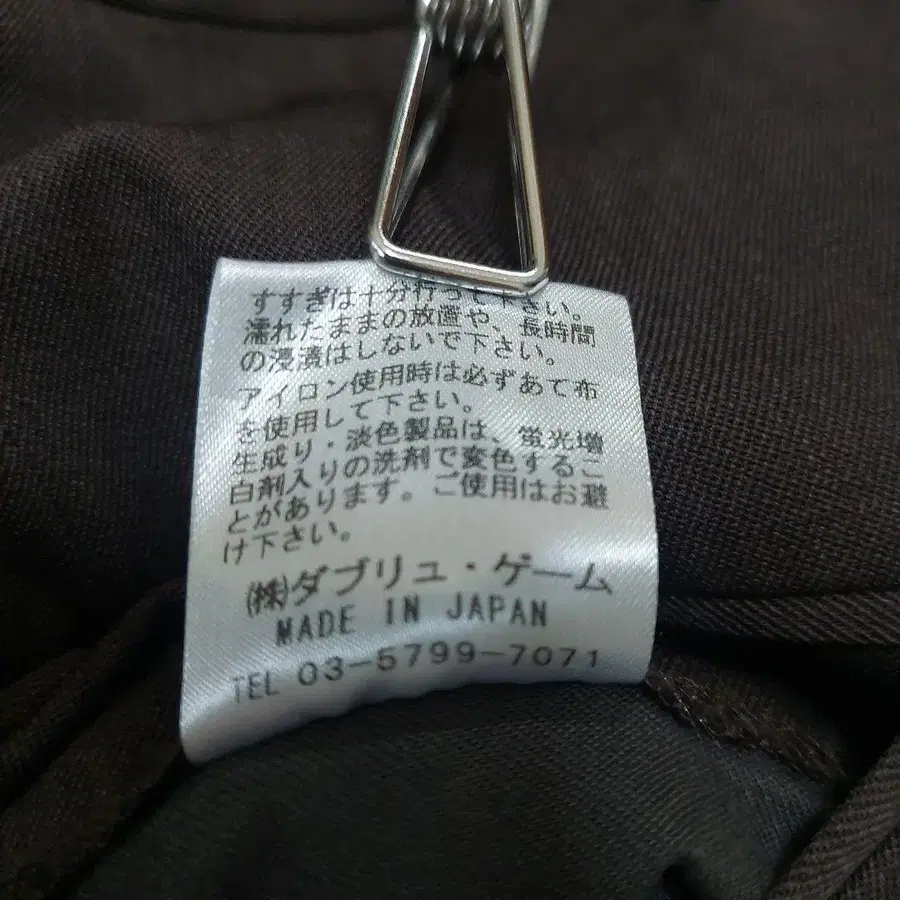 すすぎは十分行って下さい。
濡れたままの放置や、長時間
の浸漬はしないで下さい。
アイロン使用時は必ずあて布
を使用して下さい。
生成り・淡色製品は、蛍光増
白剤入りの洗剤で変色するこ
とがあります。ご使用はお避
け下さい。
㈱ダブリュ・ゲーム
MADE IN JAPAN
TEL 03-5799-7071